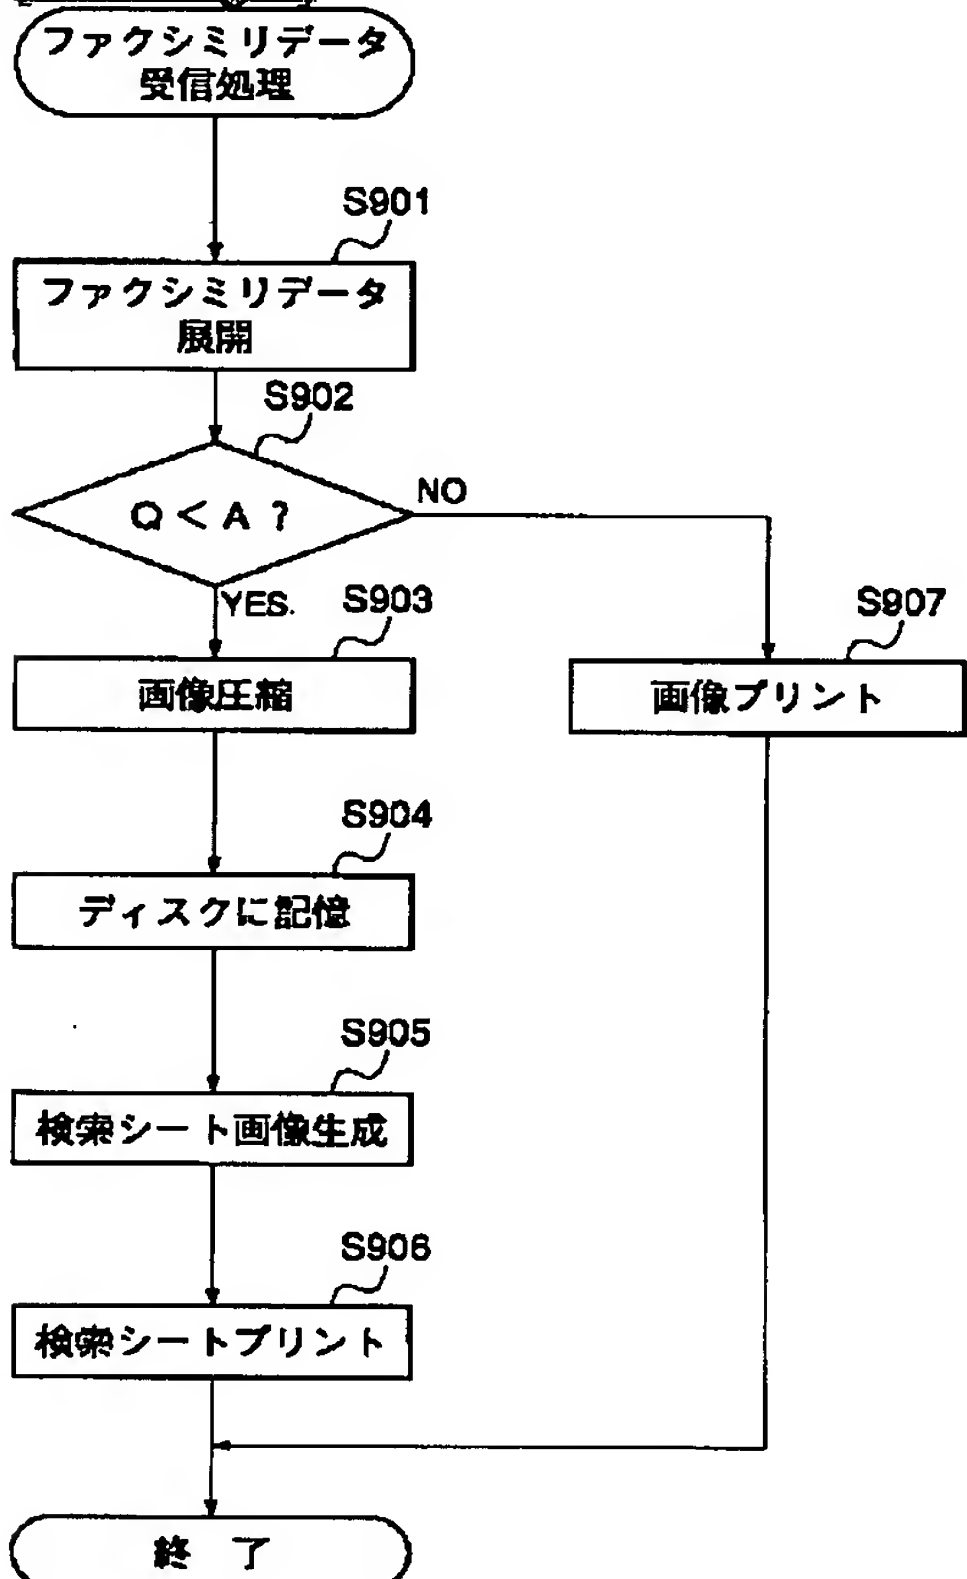 ファクシミリデータ
受信処理
S901
ファクシミリデータ
展開
S902
Q < A ?
NO
YES.
S903
画像圧縮
S907
画像プリント
S904
ディスクに記憶
S905
検索シート画像生成
S906
検索シートプリント
終 了